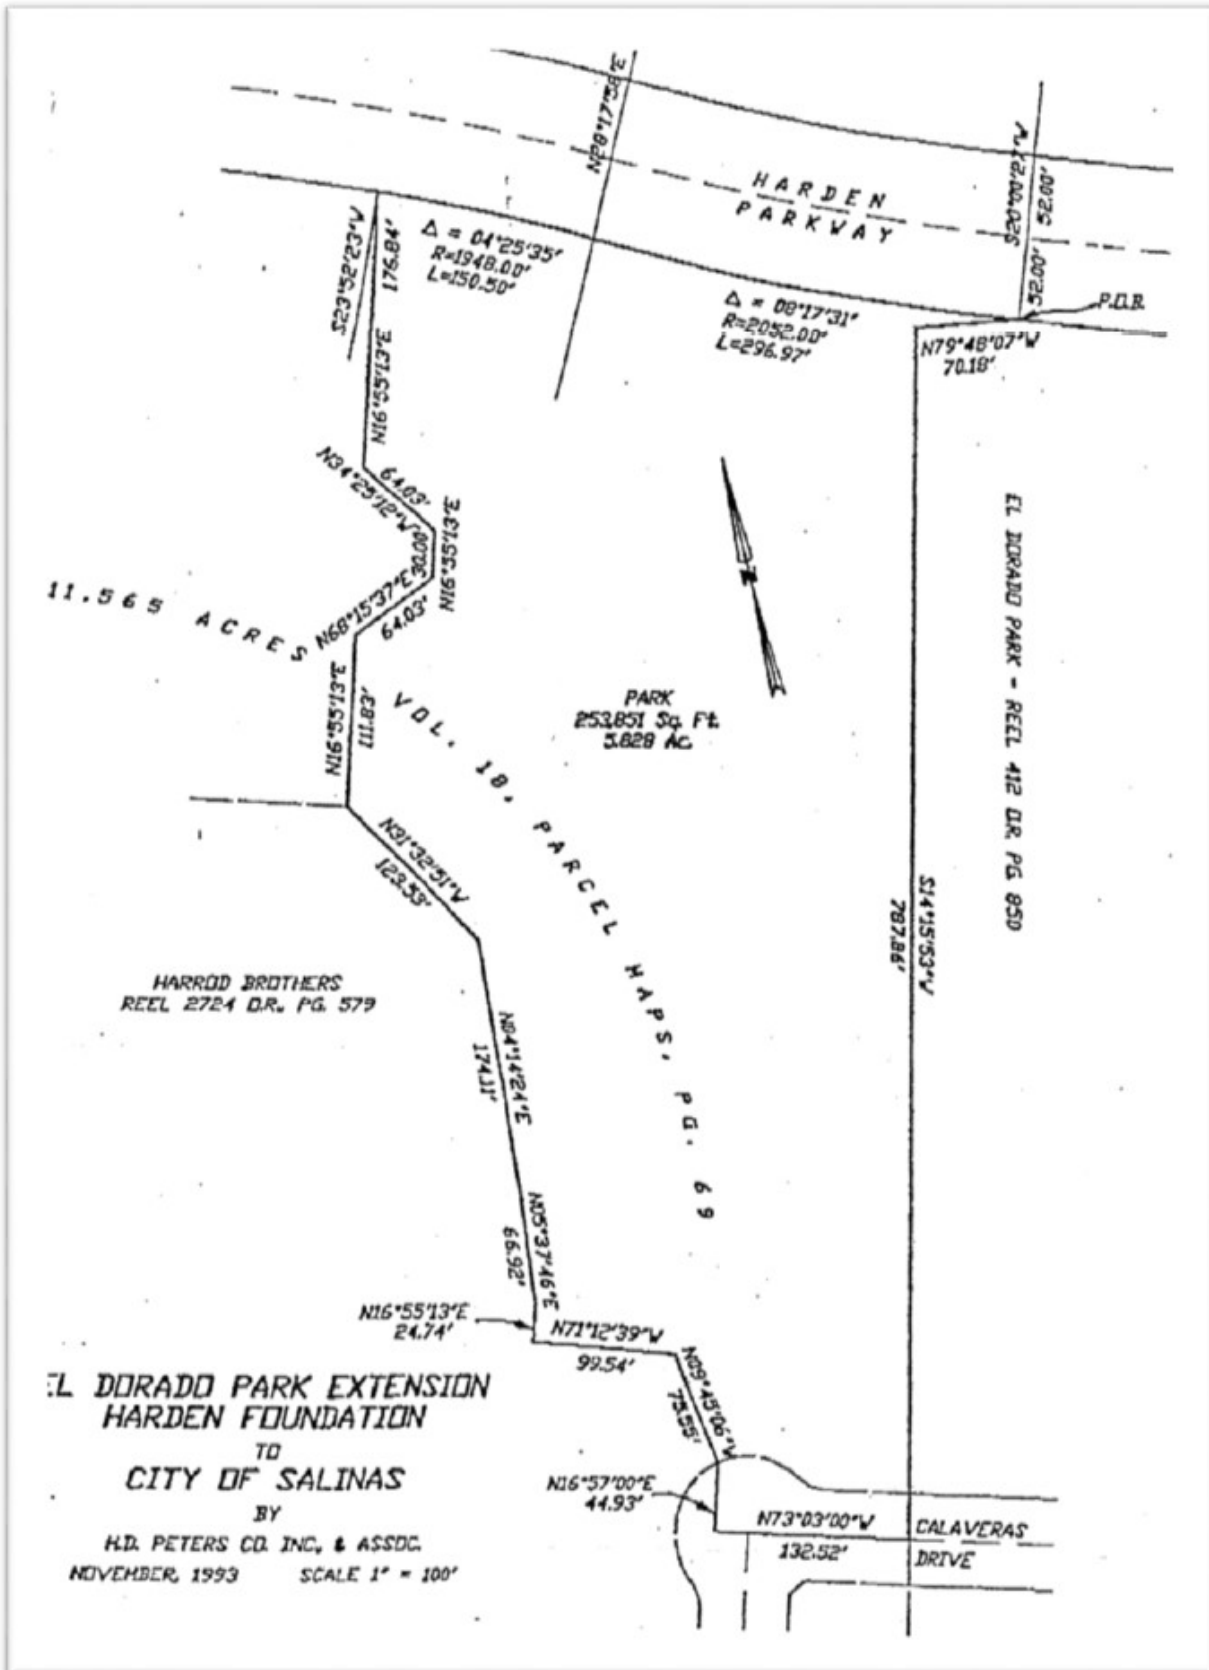 N28°17'58"E
HARDEN
PARKWAY
S20°00'27"W
52.00'
52.00'
P.O.B.
Δ = 04°25'35"
R=1948.00'
L=150.50'
Δ = 08°17'31"
R=2052.00'
L=296.97'
N79°48'07"W
70.18'
S23°52'23"W
176.84'
N16°55'13"E
64.03'
N34°25'12"W
30.00'
N16°55'13"E
N68°15'37"E
64.03'
11.565 ACRES
VOL. 18, PARCEL MAPS, PG. 69
N16°55'13"E
111.83'
PARK
253,851 Sq. Ft.
5.828 Ac.
EL DORADO PARK - REEL 412 O.R. PG. 850
S14°15'53"W
787.86'
N31°32'51"W
123.53'
HARROD BROTHERS
REEL 2724 O.R. PG. 579
N04°14'24"E
174.11'
N05°37'46"E
66.92'
N16°55'13"E
24.74'
N71°12'39"W
99.54'
N09°45'06"W
75.55'
N16°57'00"E
44.93'
N73°03'00"W
132.52'
CALAVERAS
DRIVE
EL DORADO PARK EXTENSION
HARDEN FOUNDATION
TO
CITY OF SALINAS
BY
H.D. PETERS CO. INC. & ASSOC.
NOVEMBER, 1993 SCALE 1" = 100'